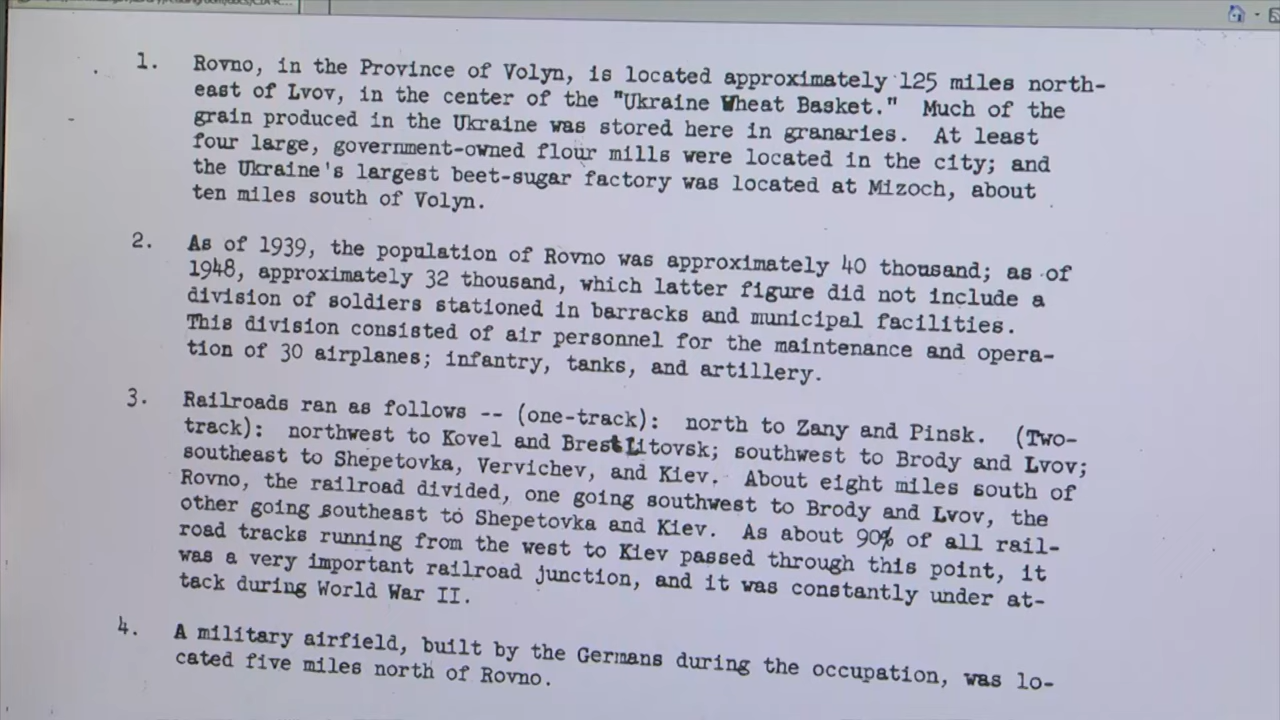 1. Rovno, in the Province of Volyn, is located approximately 125 miles north-
east of Lvov, in the center of the "Ukraine Wheat Basket." Much of the
grain produced in the Ukraine was stored here in granaries. At least
four large, government-owned flour mills were located in the city; and
the Ukraine's largest beet-sugar factory was located at Mizoch, about
ten miles south of Volyn.
2. As of 1939, the population of Rovno was approximately 40 thousand; as of
1948, approximately 32 thousand, which latter figure did not include a
division of soldiers stationed in barracks and municipal facilities.
This division consisted of air personnel for the maintenance and opera-
tion of 30 airplanes; infantry, tanks, and artillery.
3. Railroads ran as follows -- (one-track): north to Zany and Pinsk. (Two-
track): northwest to Kovel and Brest Litovsk; southwest to Brody and Lvov;
southeast to Shepetovka, Vervichev, and Kiev. About eight miles south of
Rovno, the railroad divided, one going southwest to Brody and Lvov, the
other going southeast to Shepetovka and Kiev. As about 90% of all rail-
road tracks running from the west to Kiev passed through this point, it
was a very important railroad junction, and it was constantly under at-
tack during World War II.
4. A military airfield, built by the Germans during the occupation, was lo-
cated five miles north of Rovno.